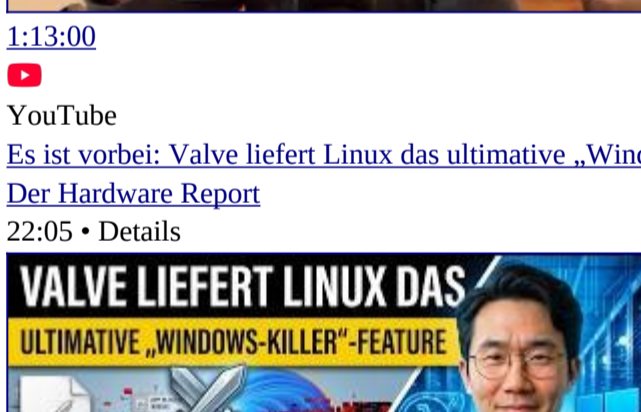 1:13:00
YouTube
Es ist vorbei: Valve liefert Linux das ultimative „Wind
Der Hardware Report
22:05 • Details
VALVE LIEFERT LINUX DAS
ULTIMATIVE „WINDOWS-KILLER“-FEATURE